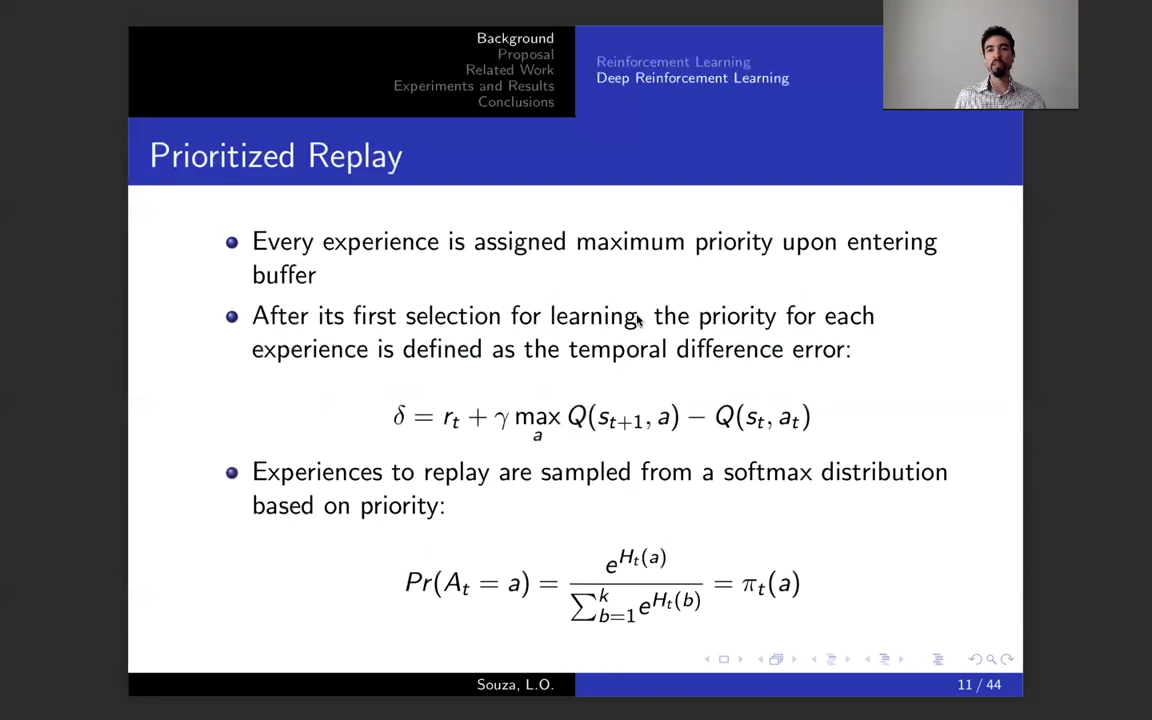 Background
Proposal
Related Work
Experiments and Results
Conclusions
Reinforcement Learning
Deep Reinforcement Learning
Prioritized Replay
Every experience is assigned maximum priority upon entering
buffer
After its first selection for learning, the priority for each
experience is defined as the temporal difference error:
δ = r_t + γ max_a Q(s_{t+1}, a) − Q(s_t, a_t)
Experiences to replay are sampled from a softmax distribution
based on priority:
Pr(A_t = a) = e^{H_t(a)} / ∑_{b=1}^{k} e^{H_t(b)} = π_t(a)
Souza, L.O.
11 / 44